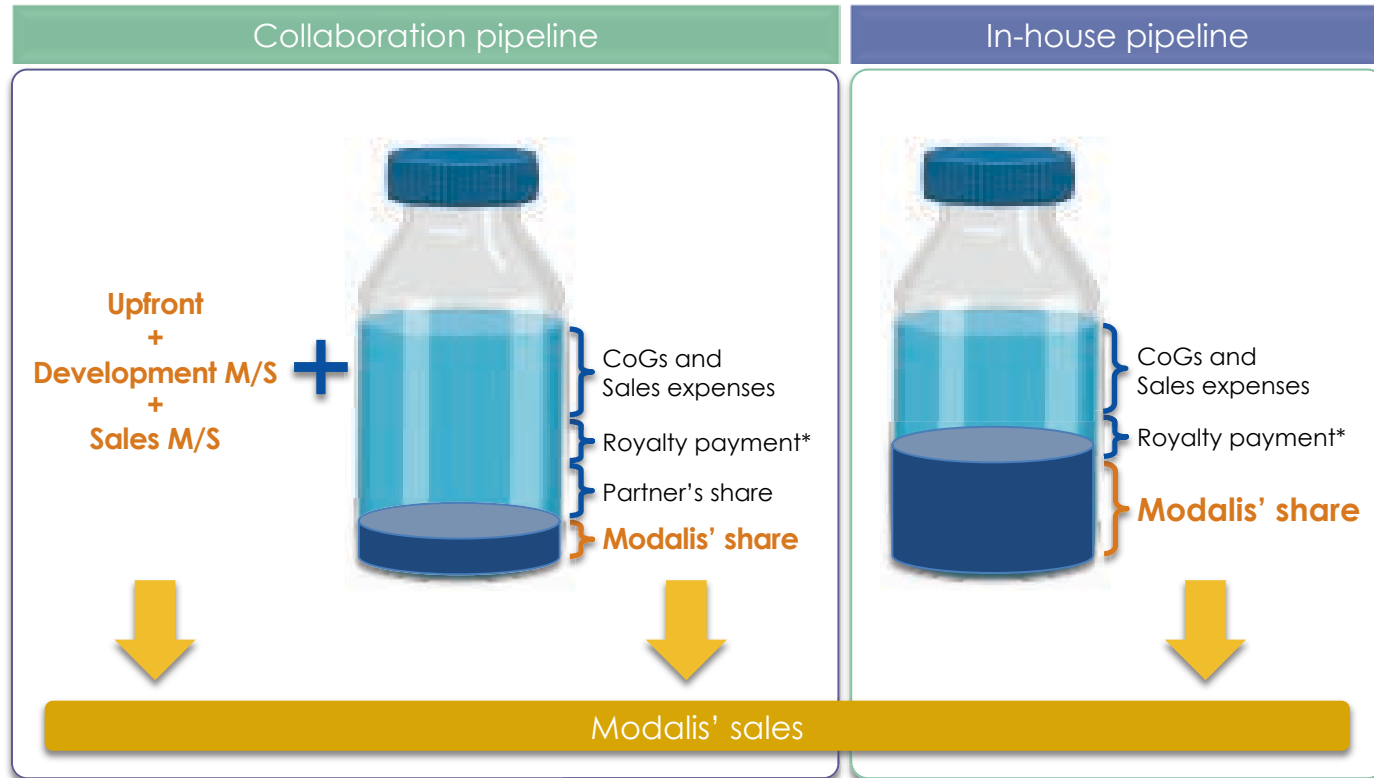 Collaboration pipeline
In-house pipeline
Upfront
+
Development M/S
+
Sales M/S
+
CoGs and
Sales expenses
Royalty payment*
Partner’s share
Modalis’ share
CoGs and
Sales expenses
Royalty payment*
Modalis’ share
Modalis’ sales